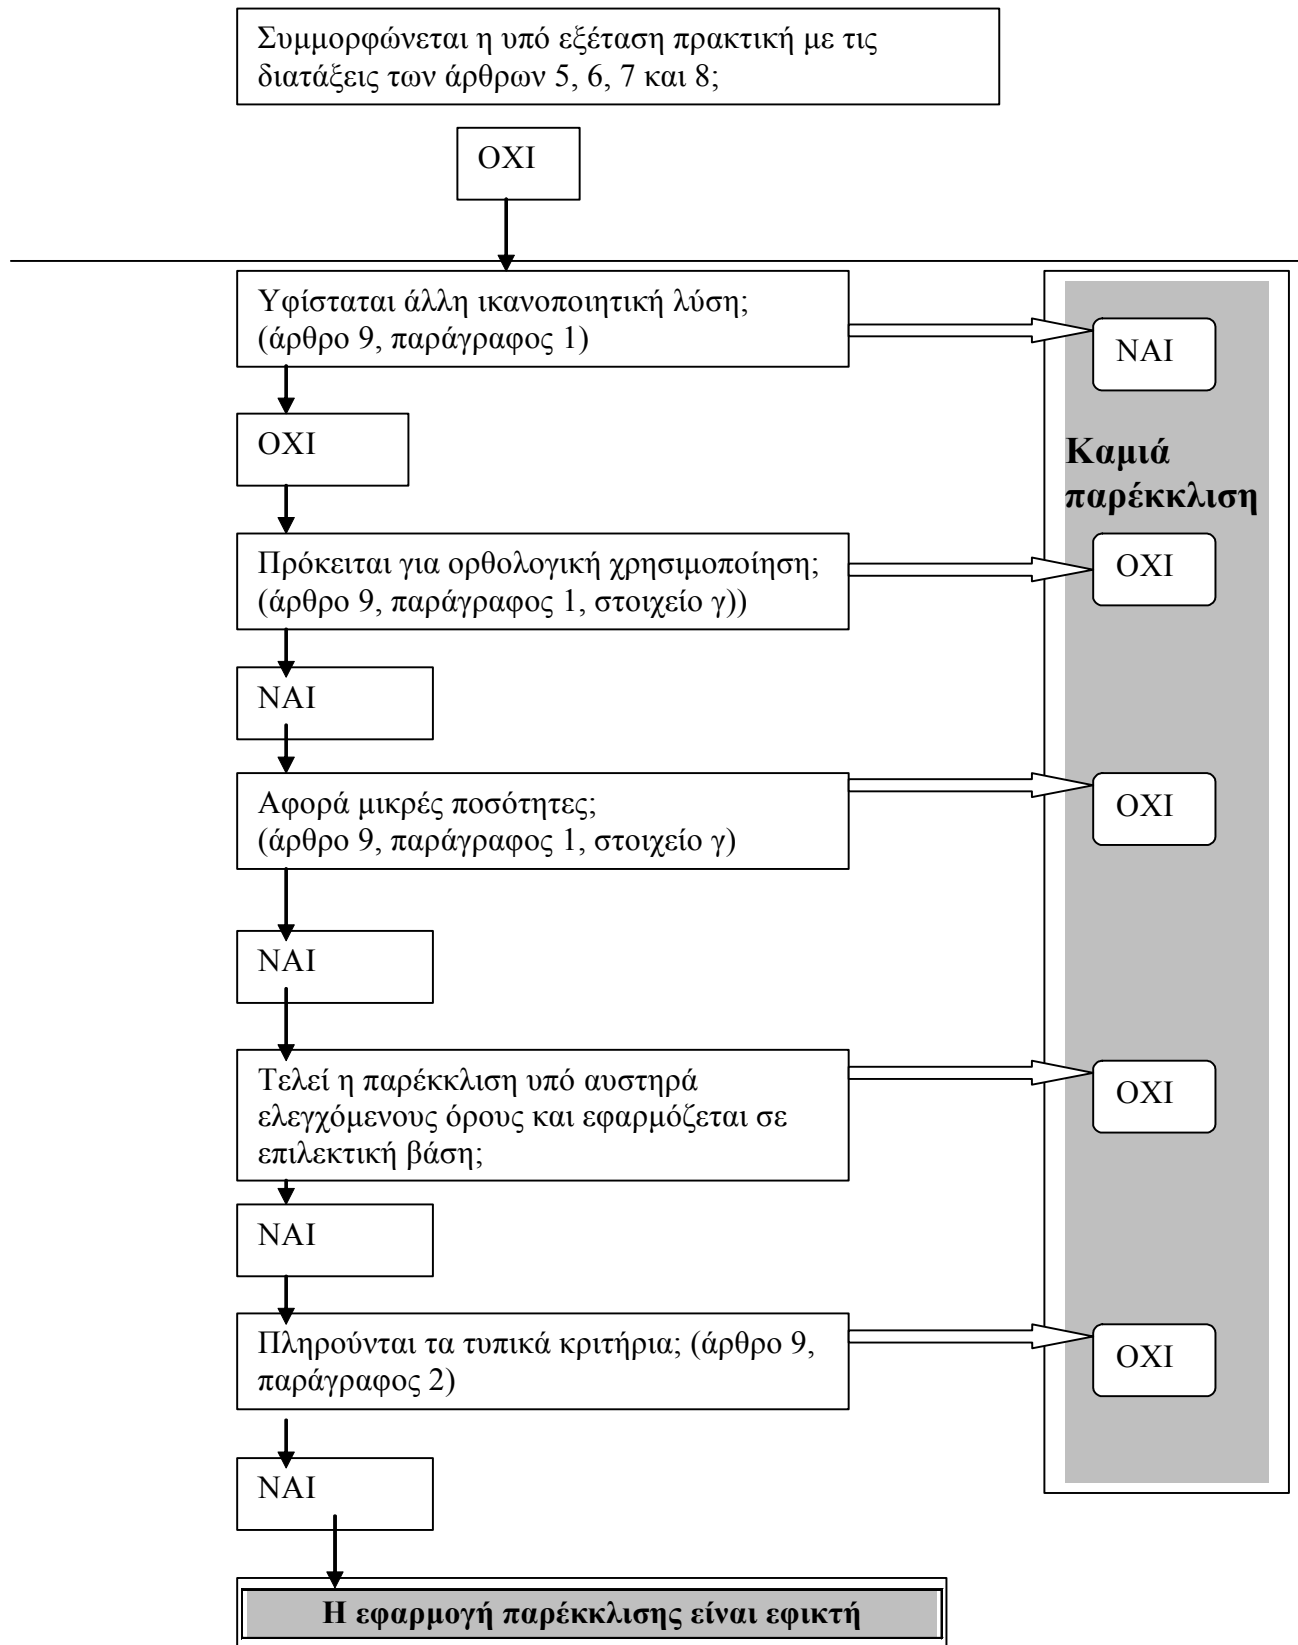 Συμμορφώνεται η υπό εξέταση πρακτική με τις
διατάξεις των άρθρων 5, 6, 7 και 8;
ΟΧΙ
Υφίσταται άλλη ικανοποιητική λύση;
(άρθρο 9, παράγραφος 1)
ΝΑΙ
ΟΧΙ
Καμιά
παρέκκλιση
Πρόκειται για ορθολογική χρησιμοποίηση;
(άρθρο 9, παράγραφος 1, στοιχείο γ))
ΟΧΙ
ΝΑΙ
Αφορά μικρές ποσότητες;
(άρθρο 9, παράγραφος 1, στοιχείο γ)
ΟΧΙ
ΝΑΙ
Τελεί η παρέκκλιση υπό αυστηρά
ελεγχόμενους όρους και εφαρμόζεται σε
επιλεκτική βάση;
ΟΧΙ
ΝΑΙ
Πληρούνται τα τυπικά κριτήρια; (άρθρο 9,
παράγραφος 2)
ΟΧΙ
ΝΑΙ
Η εφαρμογή παρέκκλισης είναι εφικτή